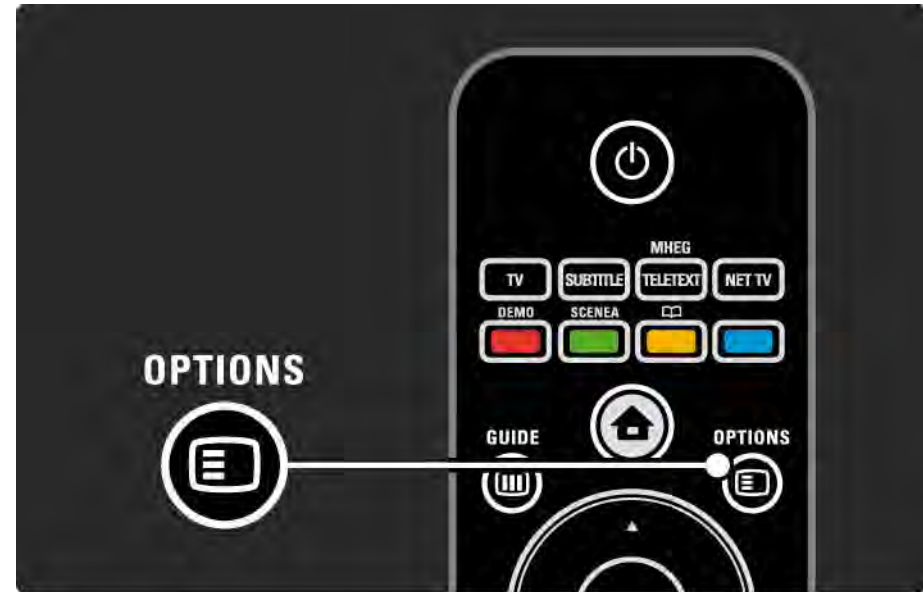 MHEG
TV SUBTITLE TELETEXT NET TV
DEMO SCENEA
OPTIONS
GUIDE OPTIONS